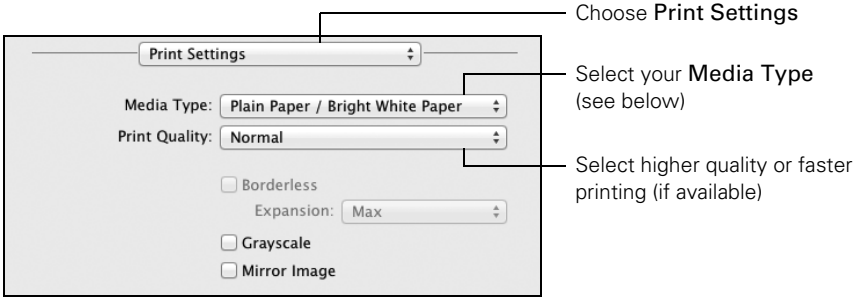 Choose Print Settings
Print Settings
Select your Media Type
(see below)
Media Type: Plain Paper / Bright White Paper
Print Quality: Normal
Select higher quality or faster
printing (if available)
Borderless
Expansion: Max
Grayscale
Mirror Image